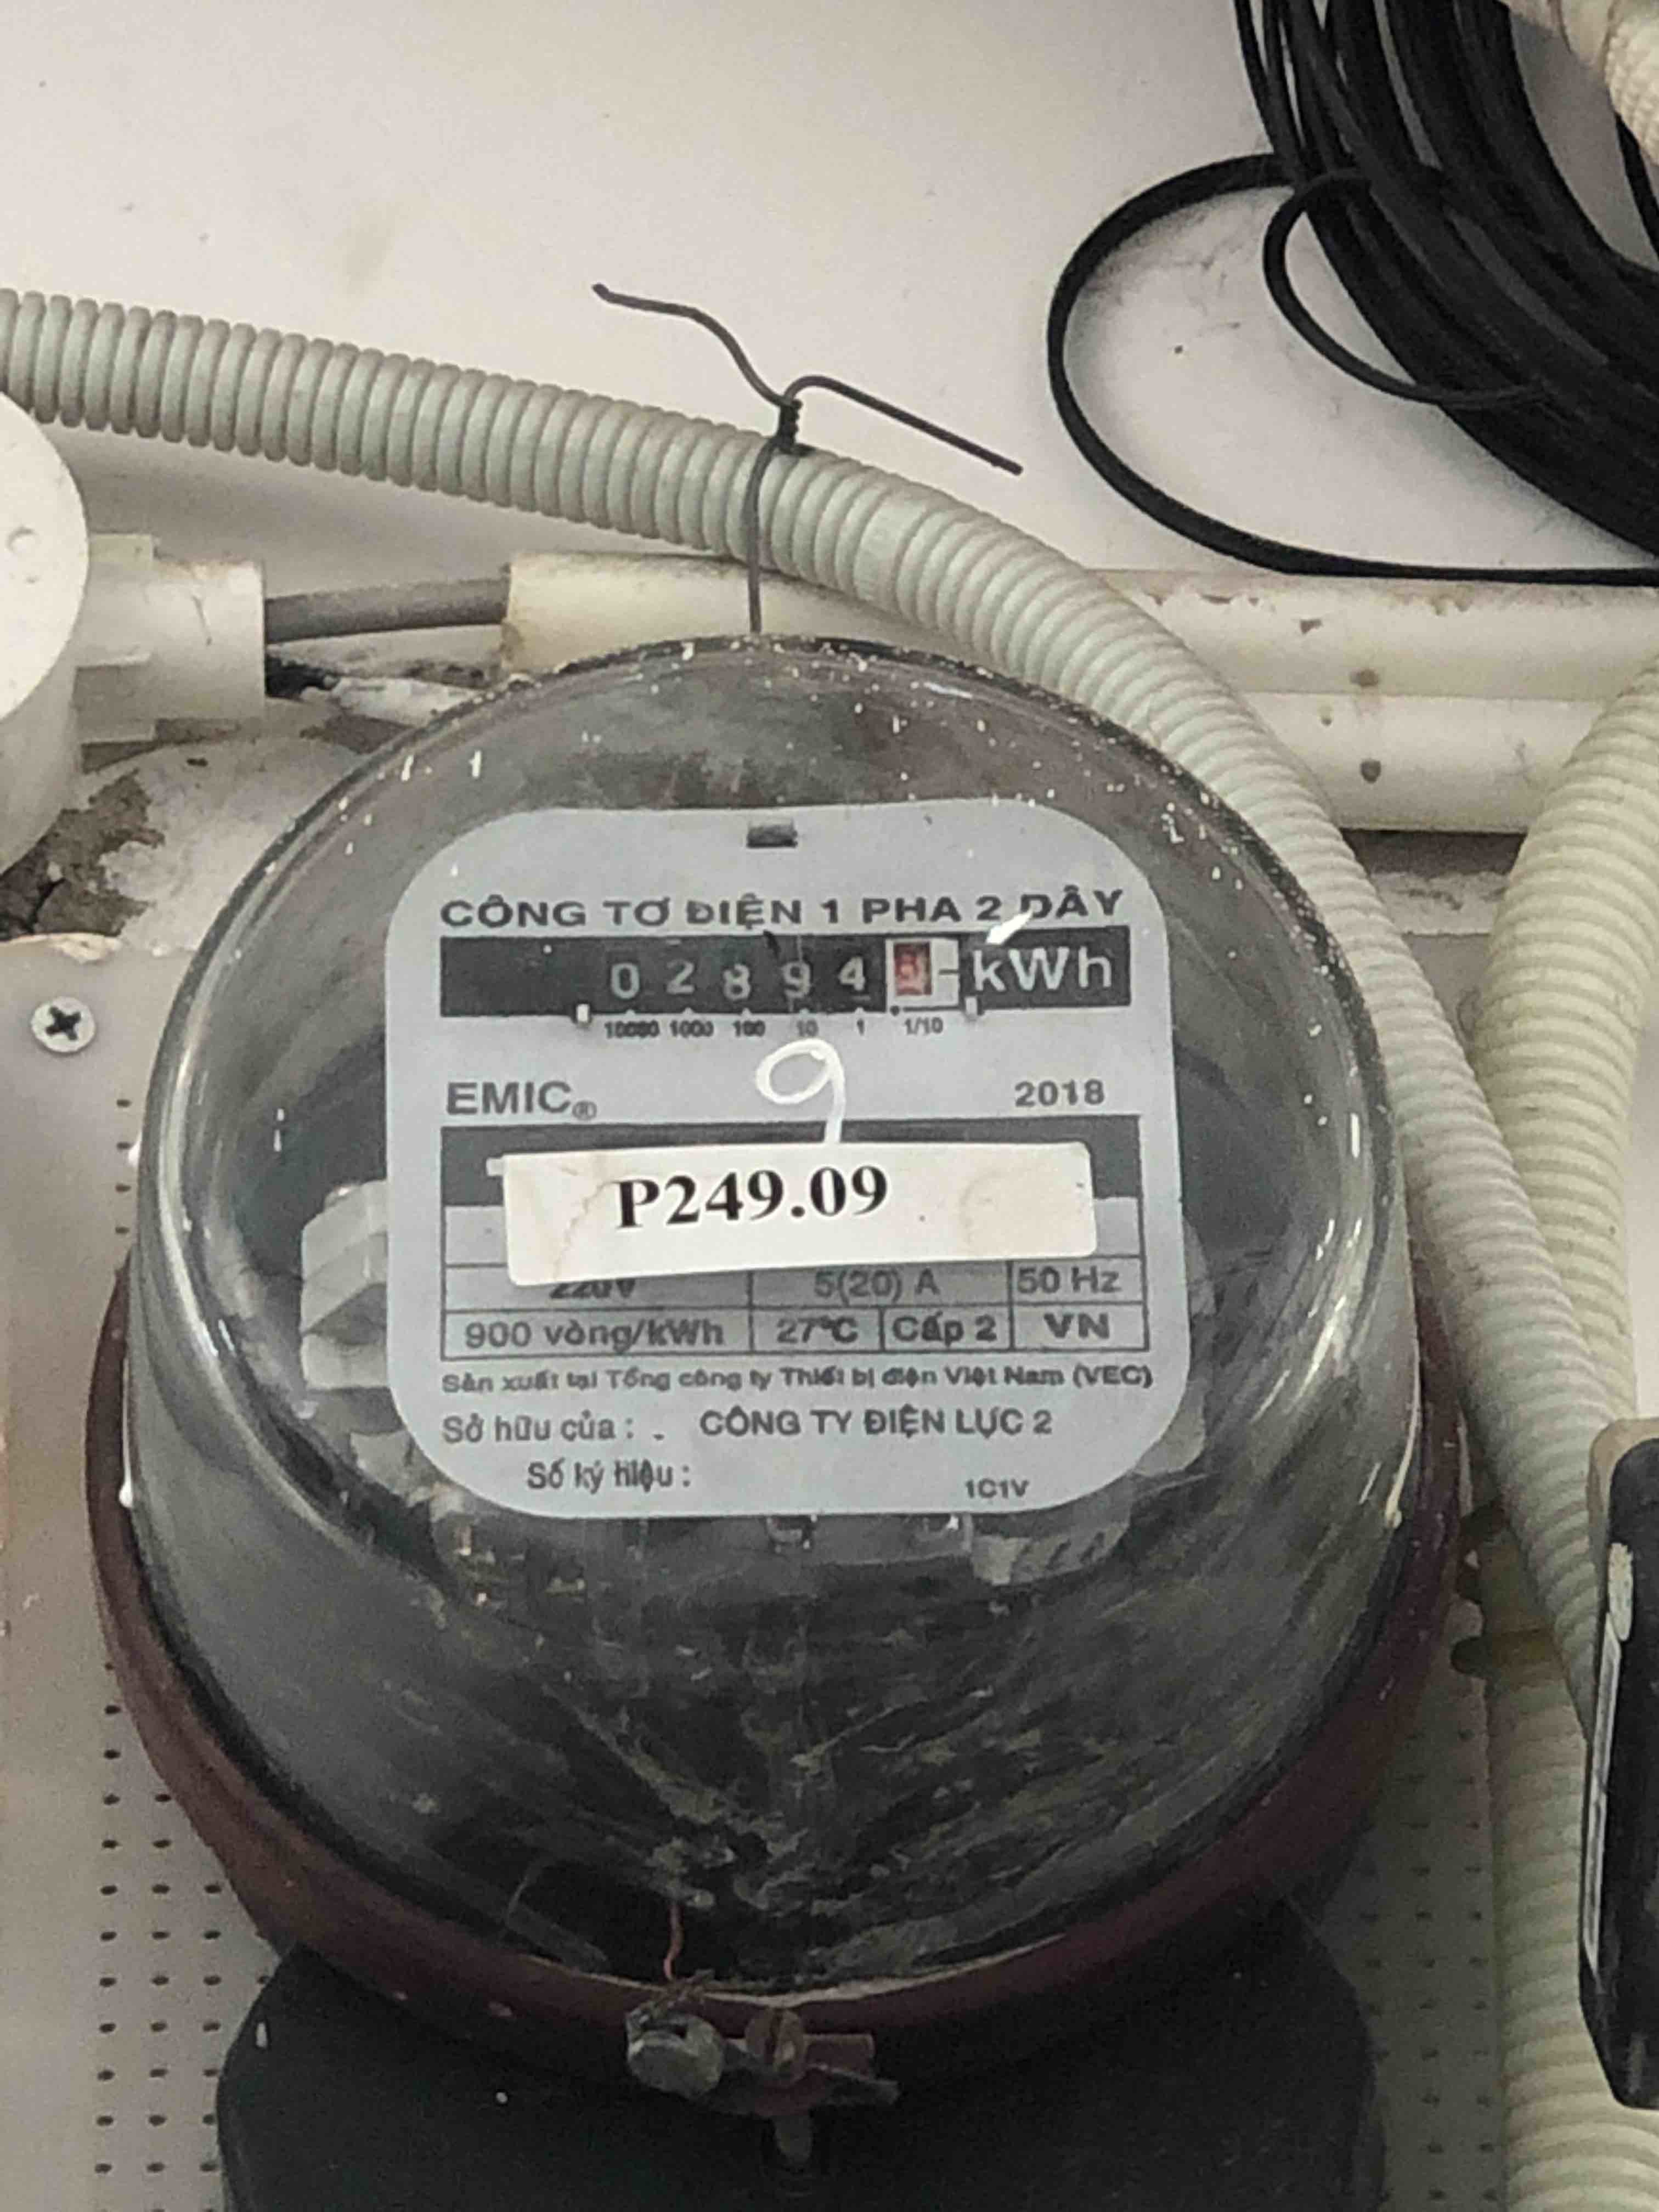 CÔNG TƠ ĐIỆN 1 PHA 2 DÂY
0 2 8 9 4 kWh
10000 1000 100 10 1 1/10
EMIC® 2018
9
P249.09
220V 5(20) A 50 Hz
900 vòng/kWh 27°C Cấp 2 VN
Sản xuất tại Tổng công ty Thiết bị điện Việt Nam (VEC)
Sở hữu của : . CÔNG TY ĐIỆN LỰC 2
Số ký hiệu :
1C1V